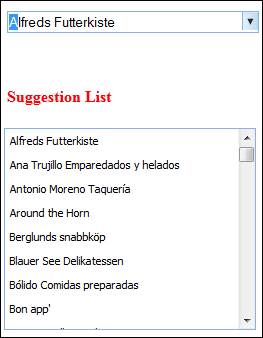 Alfreds Futterkiste
Suggestion List
Alfreds Futterkiste
Ana Trujillo Emparedados y helados
Antonio Moreno Taquería
Around the Horn
Berglunds snabbköp
Blauer See Delikatessen
Bólido Comidas preparadas
Bon app'